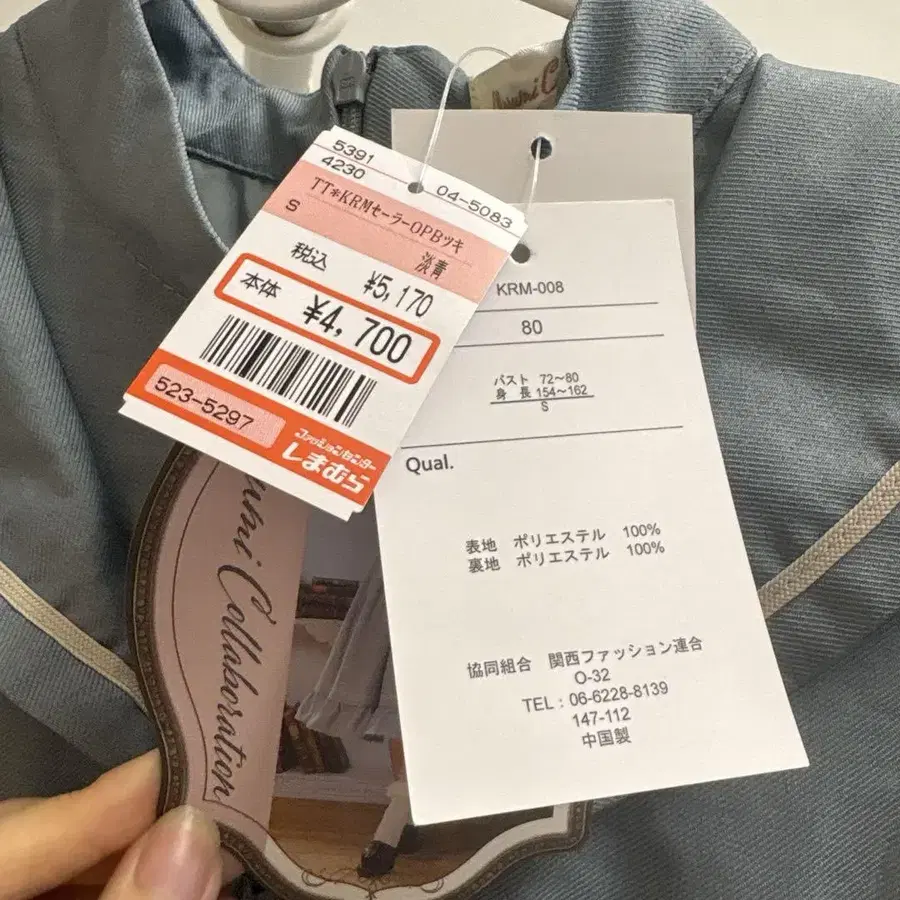 5391
4230
04-5083
TT*KRMセーラーOPBツキ
S
淡青
税込 ¥5,170
本体 ¥4,700
523-5297
ファッションセンター
しまむら
KRM-008
80
バスト 72～80
身 長 154～162
S
Qual.
表地 ポリエステル 100%
裏地 ポリエステル 100%
協同組合 関西ファッション連合
O-32
TEL：06-6228-8139
147-112
中国製
Collaboration